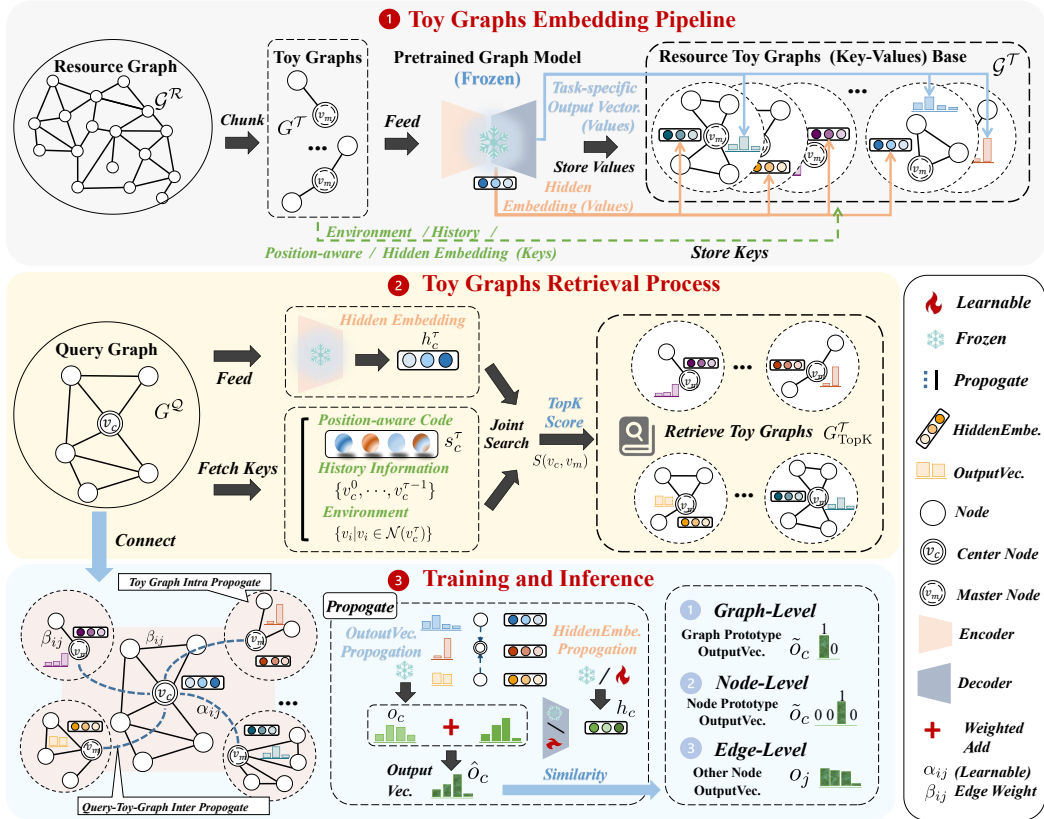 1 Toy Graphs Embedding Pipeline
Resource Graph
𝒢^ℛ
Chunk
Toy Graphs
G^𝒯
v_m
...
v_m
Feed
Pretrained Graph Model
(Frozen)
Task-specific
Output Vector.
(Values)
Store Values
Hidden
Embedding (Values)
Resource Toy Graphs (Key-Values) Base
𝒢^𝒯
...
v_m
v_m
v_m
Environment / History /
Position-aware / Hidden Embedding (Keys)
Store Keys
2 Toy Graphs Retrieval Process
Query Graph
G^𝒬
v_c
Feed
Fetch Keys
Connect
Hidden Embedding
h_c^τ
Position-aware Code
s_c^τ
History Information
{v_c^0, ⋯, v_c^{τ−1}}
Environment
{v_i|v_i ∈ 𝒩(v_c^τ)}
Joint
Search
TopK
Score
S(v_c, v_m)
v_m
...
v_m
Retrieve Toy Graphs G_TopK^𝒯
v_m
...
v_m
3 Training and Inference
Toy Graph Intra Propagate
β_ij
v_m
β_ij
v_m
v_c
α_ij
...
v_m
v_m
Query-Toy-Graph Inter Propagate
Propagate
OutoutVec.
Propogation
HiddenEmbe.
Propogation
/
o_c
+
h_c
/
Output
Vec.
ô_c
Similarity
1 Graph-Level
Graph Prototype
OutputVec.
õ_c
1
0
2 Node-Level
Node Prototype
OutputVec.
õ_c
1
0 0 0
3 Edge-Level
Other Node
OutputVec.
o_j
Learnable
Frozen
Propogate
HiddenEmbe.
OutputVec.
Node
v_c
Center Node
v_m
Master Node
Encoder
Decoder
Weighted
Add
α_ij (Learnable)
β_ij Edge Weight